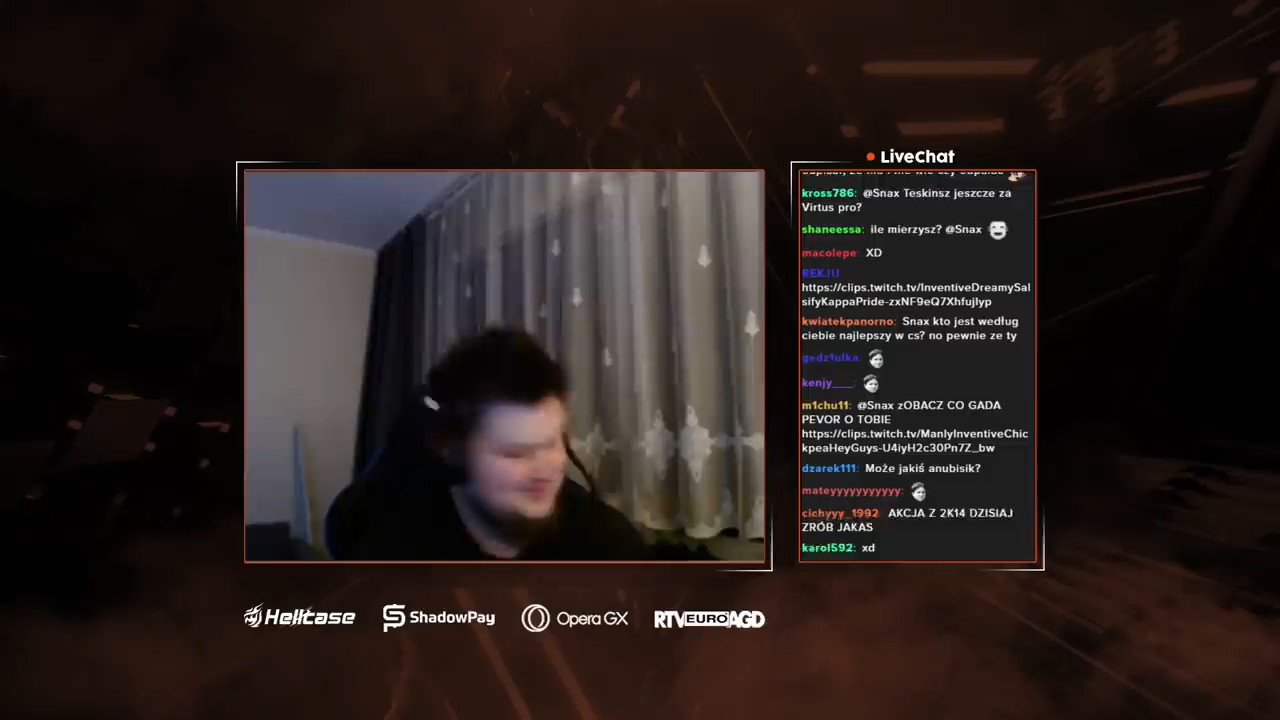 LiveChat
kross786: @Snax Teskinsz jeszcze za
Virtus pro?
shaneessa: ile mierzysz? @Snax
macolepe: XD
REKJU
https://clips.twitch.tv/InventiveDreamySal
sifyKappaPride-zxNF9eQ7Xhfujlyp
kwiatekpanorno: Snax kto jest według
ciebie najlepszy w cs? no pewnie ze ty
gedz1ulka:
kenjy___:
m1chu11: @Snax zOBACZ CO GADA
PEVOR O TOBIE
https://clips.twitch.tv/ManlyInventiveChic
kpeaHeyGuys-U4iyH2c30Pn7Z_bw
dzarek111: Może jakiś anubisik?
mateyyyyyyyyyyy:
cichyyy_1992: AKCJA Z 2K14 DZISIAJ
ZRÓB JAKAS
karol592: xd
Hellcase ShadowPay Opera GX RTV EURO AGD